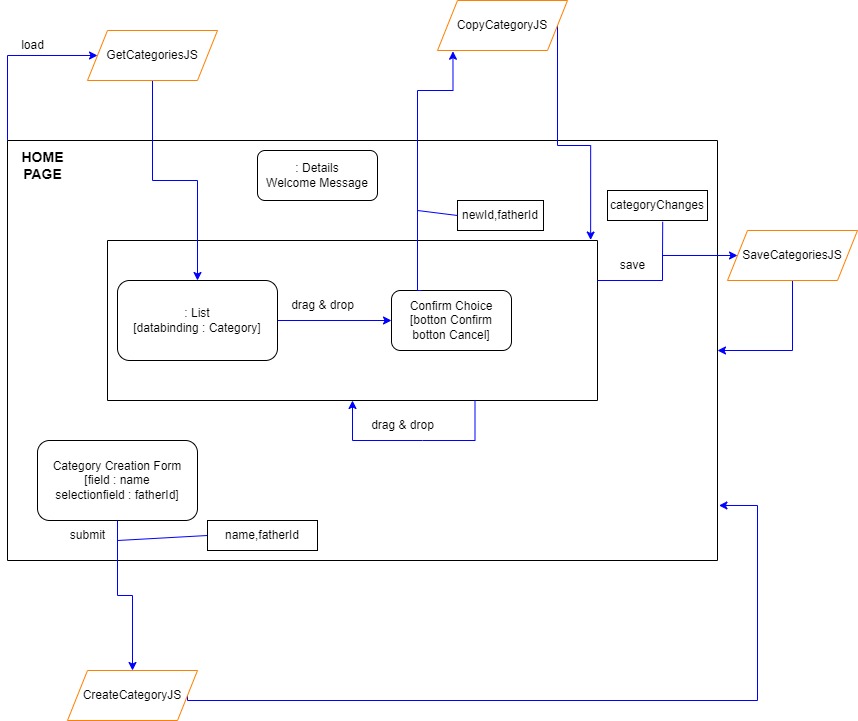 CopyCategoryJS
load
GetCategoriesJS
HOME
PAGE
: Details
Welcome Message
newId,fatherId
categoryChanges
SaveCategoriesJS
save
: List
[databinding : Category]
drag & drop
Confirm Choice
[botton Confirm
botton Cancel]
drag & drop
Category Creation Form
[field : name
selectionfield : fatherId]
submit
name,fatherId
CreateCategoryJS